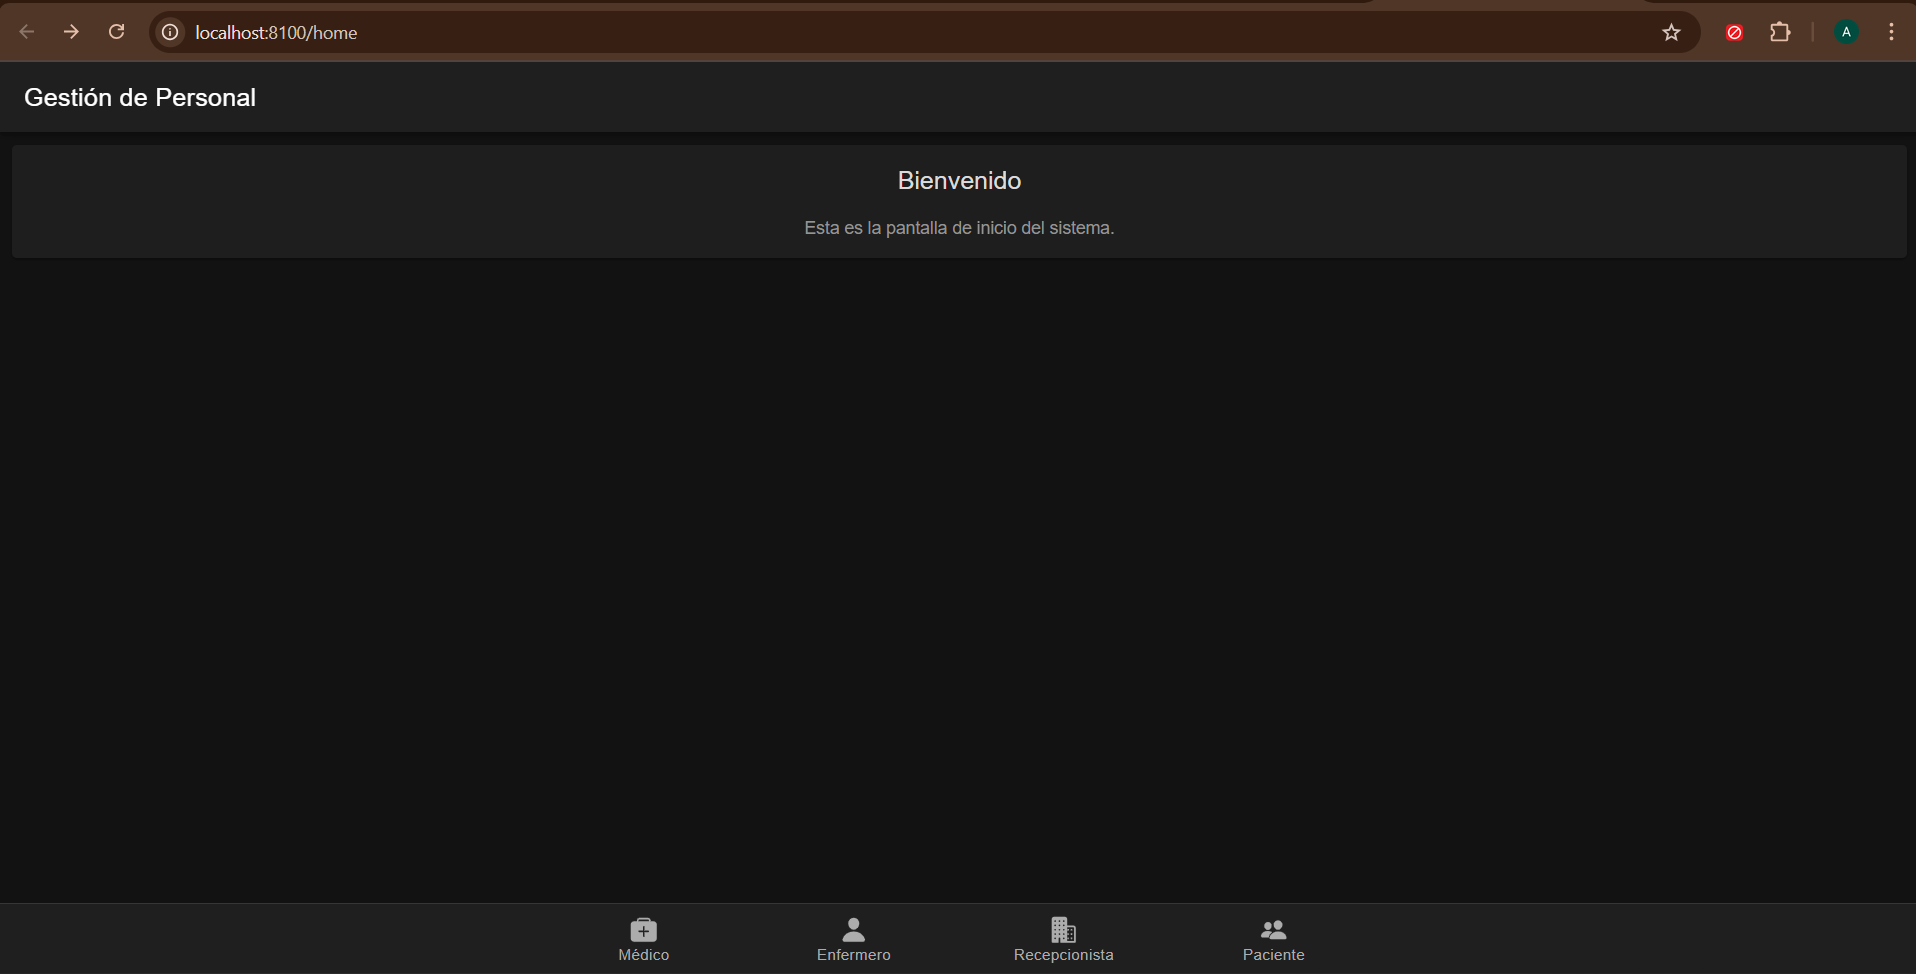 localhost:8100/home
A
Gestión de Personal
Bienvenido
Esta es la pantalla de inicio del sistema.
Médico
Enfermero
Recepcionista
Paciente